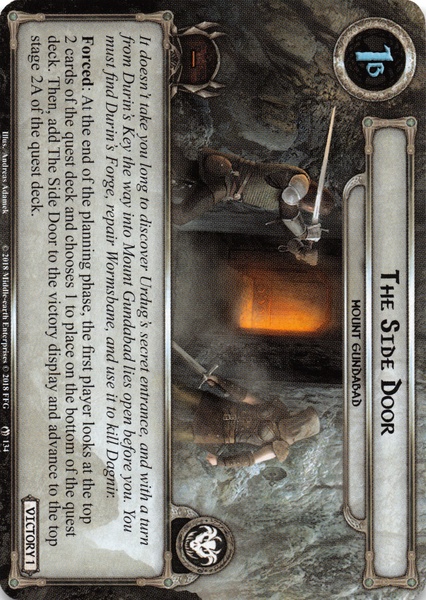 1B
THE SIDE DOOR
MOUNT GUNDABAD
It doesn't take you long to discover Urdug's secret entrance, and with a turn
from Durin's Key the way into Mount Gundabad lies open before you. You
must find Durin's Forge, repair Wormsbane, and use it to kill Dagnir.
Forced: At the end of the planning phase, the first player looks at the top
2 cards of the quest deck and chooses 1 to place on the bottom of the quest
deck. Then, add The Side Door to the victory display and advance to the top
stage 2A of the quest deck.
VICTORY 1
Illus. Andreas Adamek
© 2018 Middle-earth Enterprises © 2018 FFG
134